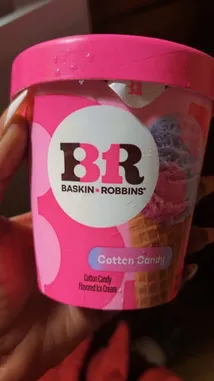 BR
BASKIN ROBBINS®
Cotton Candy
Cotton Candy
Flavored Ice Cream